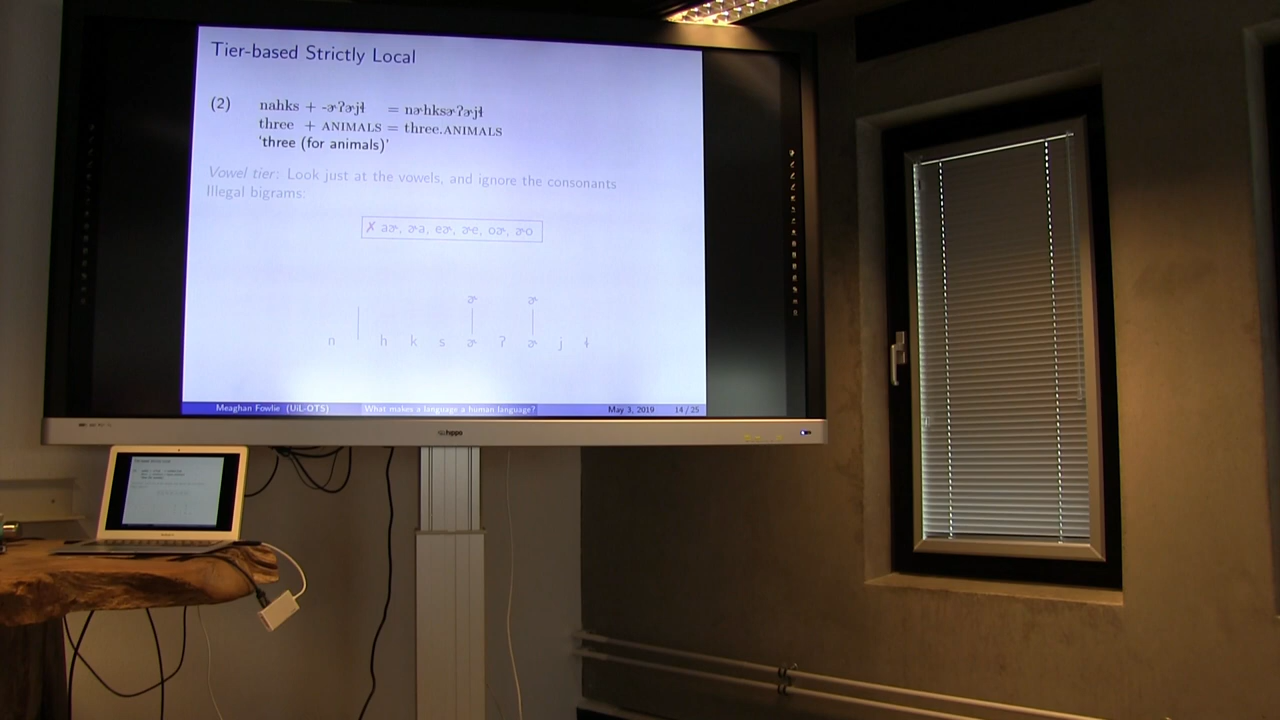 Tier-based Strictly Local
(2) nahks + -ɚʔɚjɬ = nɚhksɚʔɚjɬ
three + ANIMALS = three.ANIMALS
‘three (for animals)’
Vowel tier: Look just at the vowels, and ignore the consonants
Illegal bigrams:
✗ aɚ, ɚa, eɚ, ɚe, oɚ, ɚo
ɚ ɚ
n h k s ɚ ʔ ɚ j ɬ
Meaghan Fowlie (UiL-OTS) What makes a language a human language? May 3, 2019 14 / 25
hippo